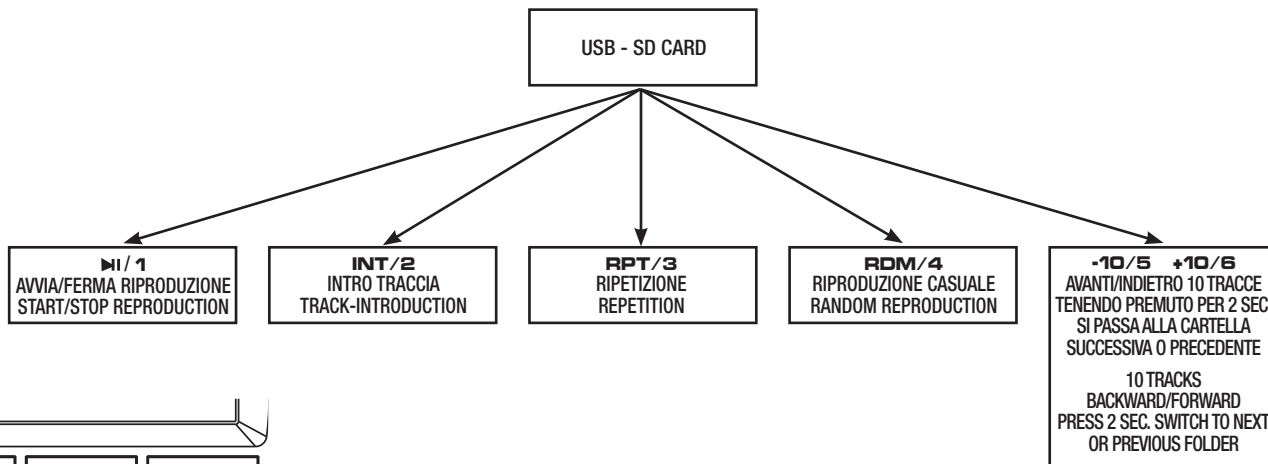 USB - SD CARD
⏯/1
AVVIA/FERMA RIPRODUZIONE
START/STOP REPRODUCTION
INT/2
INTRO TRACCIA
TRACK-INTRODUCTION
RPT/3
RIPETIZIONE
REPETITION
RDM/4
RIPRODUZIONE CASUALE
RANDOM REPRODUCTION
-10/5 +10/6
AVANTI/INDIETRO 10 TRACCE
TENENDO PREMUTO PER 2 SEC
SI PASSA ALLA CARTELLA
SUCCESSIVA O PRECEDENTE
10 TRACKS
BACKWARD/FORWARD
PRESS 2 SEC. SWITCH TO NEXT
OR PREVIOUS FOLDER